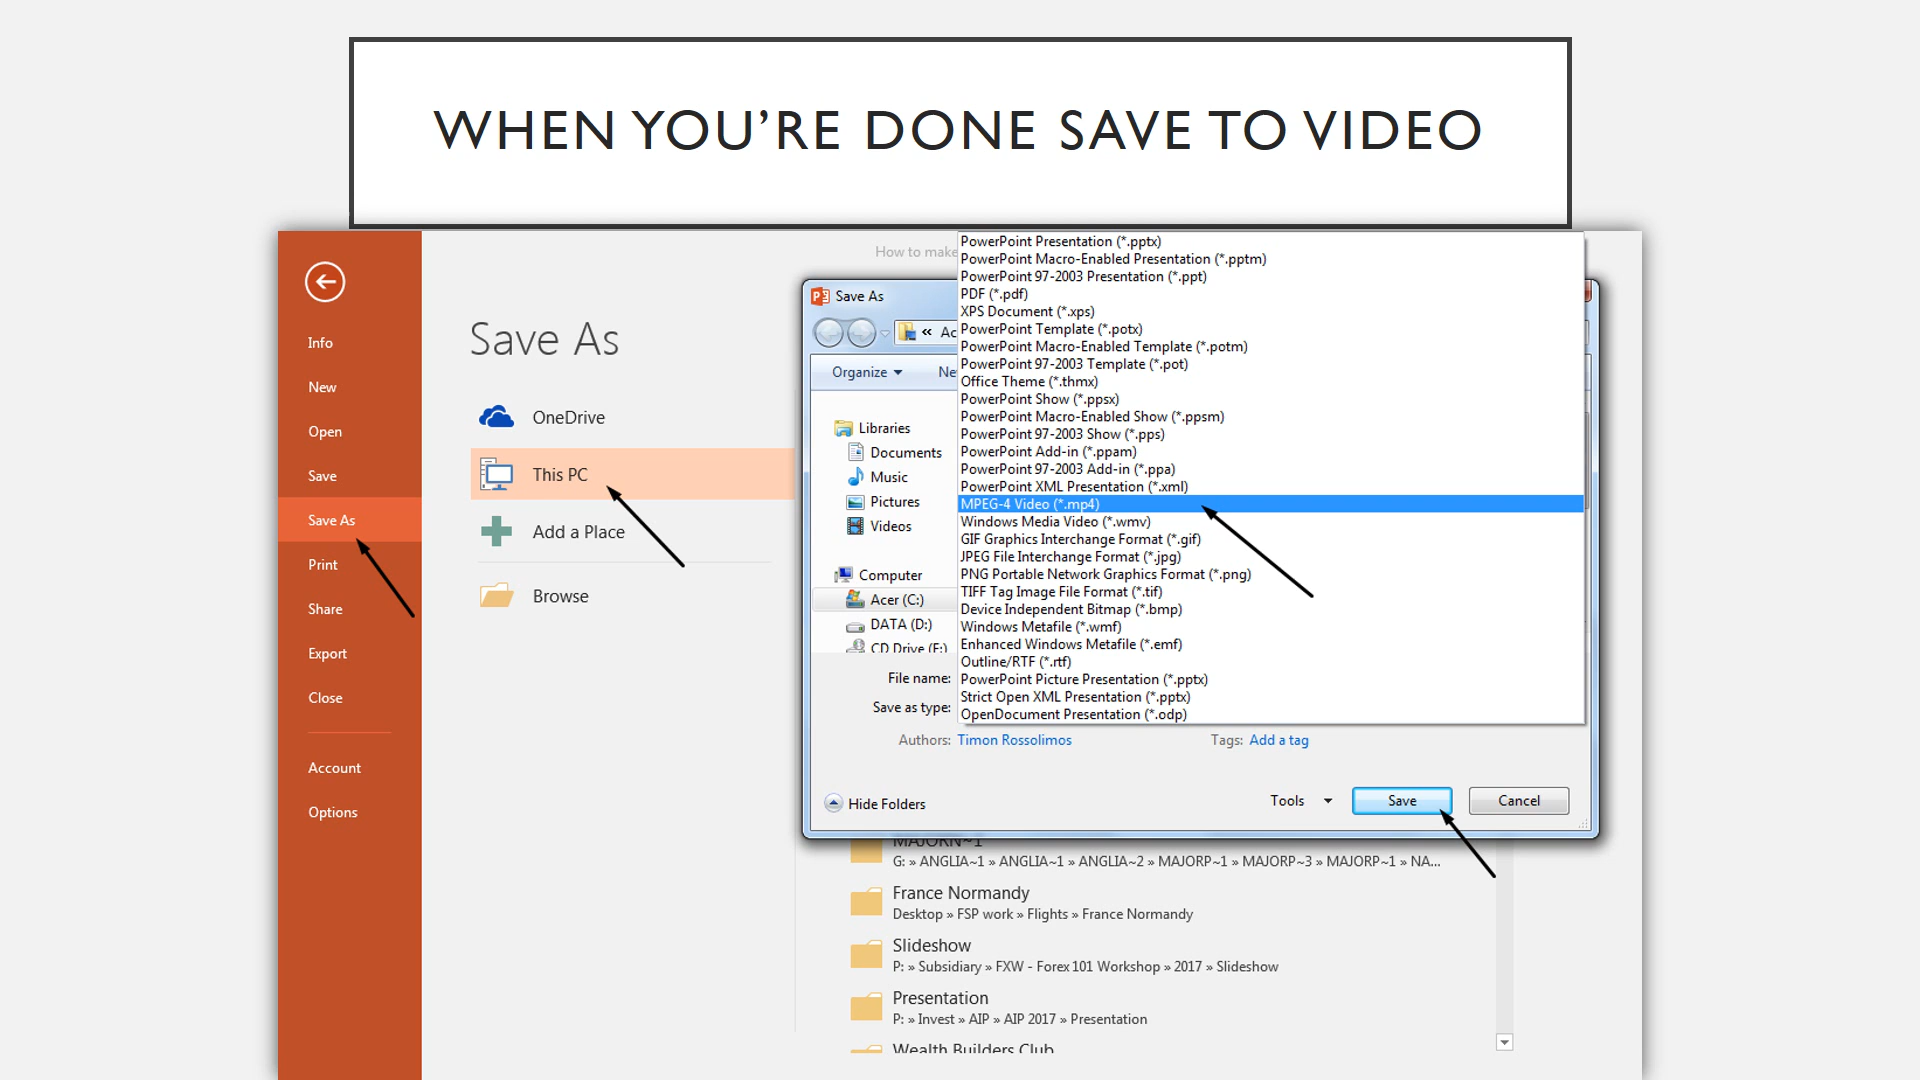 WHEN YOU’RE DONE SAVE TO VIDEO
Info
New
Open
Save
Save As
Print
Share
Export
Close
Account
Options
Save As
OneDrive
This PC
Add a Place
Browse
How to make
Save As
« Ac
Organize
Ne
Libraries
Documents
Music
Pictures
Videos
Computer
Acer (C:)
DATA (D:)
CD Drive (F:)
PowerPoint Presentation (*.pptx)
PowerPoint Macro-Enabled Presentation (*.pptm)
PowerPoint 97-2003 Presentation (*.ppt)
PDF (*.pdf)
XPS Document (*.xps)
PowerPoint Template (*.potx)
PowerPoint Macro-Enabled Template (*.potm)
PowerPoint 97-2003 Template (*.pot)
Office Theme (*.thmx)
PowerPoint Show (*.ppsx)
PowerPoint Macro-Enabled Show (*.ppsm)
PowerPoint 97-2003 Show (*.pps)
PowerPoint Add-in (*.ppam)
PowerPoint 97-2003 Add-in (*.ppa)
PowerPoint XML Presentation (*.xml)
MPEG-4 Video (*.mp4)
Windows Media Video (*.wmv)
GIF Graphics Interchange Format (*.gif)
JPEG File Interchange Format (*.jpg)
PNG Portable Network Graphics Format (*.png)
TIFF Tag Image File Format (*.tif)
Device Independent Bitmap (*.bmp)
Windows Metafile (*.wmf)
Enhanced Windows Metafile (*.emf)
Outline/RTF (*.rtf)
PowerPoint Picture Presentation (*.pptx)
Strict Open XML Presentation (*.pptx)
OpenDocument Presentation (*.odp)
File name:
Save as type:
Authors: Timon Rossolimos Tags: Add a tag
Hide Folders Tools Save Cancel
MAJORN~1
G: » ANGLIA~1 » ANGLIA~1 » ANGLIA~2 » MAJORP~1 » MAJORP~3 » MAJORP~1 » NA...
France Normandy
Desktop » FSP work » Flights » France Normandy
Slideshow
P: » Subsidiary » FXW - Forex 101 Workshop » 2017 » Slideshow
Presentation
P: » Invest » AIP » AIP 2017 » Presentation
Wealth Builders Club